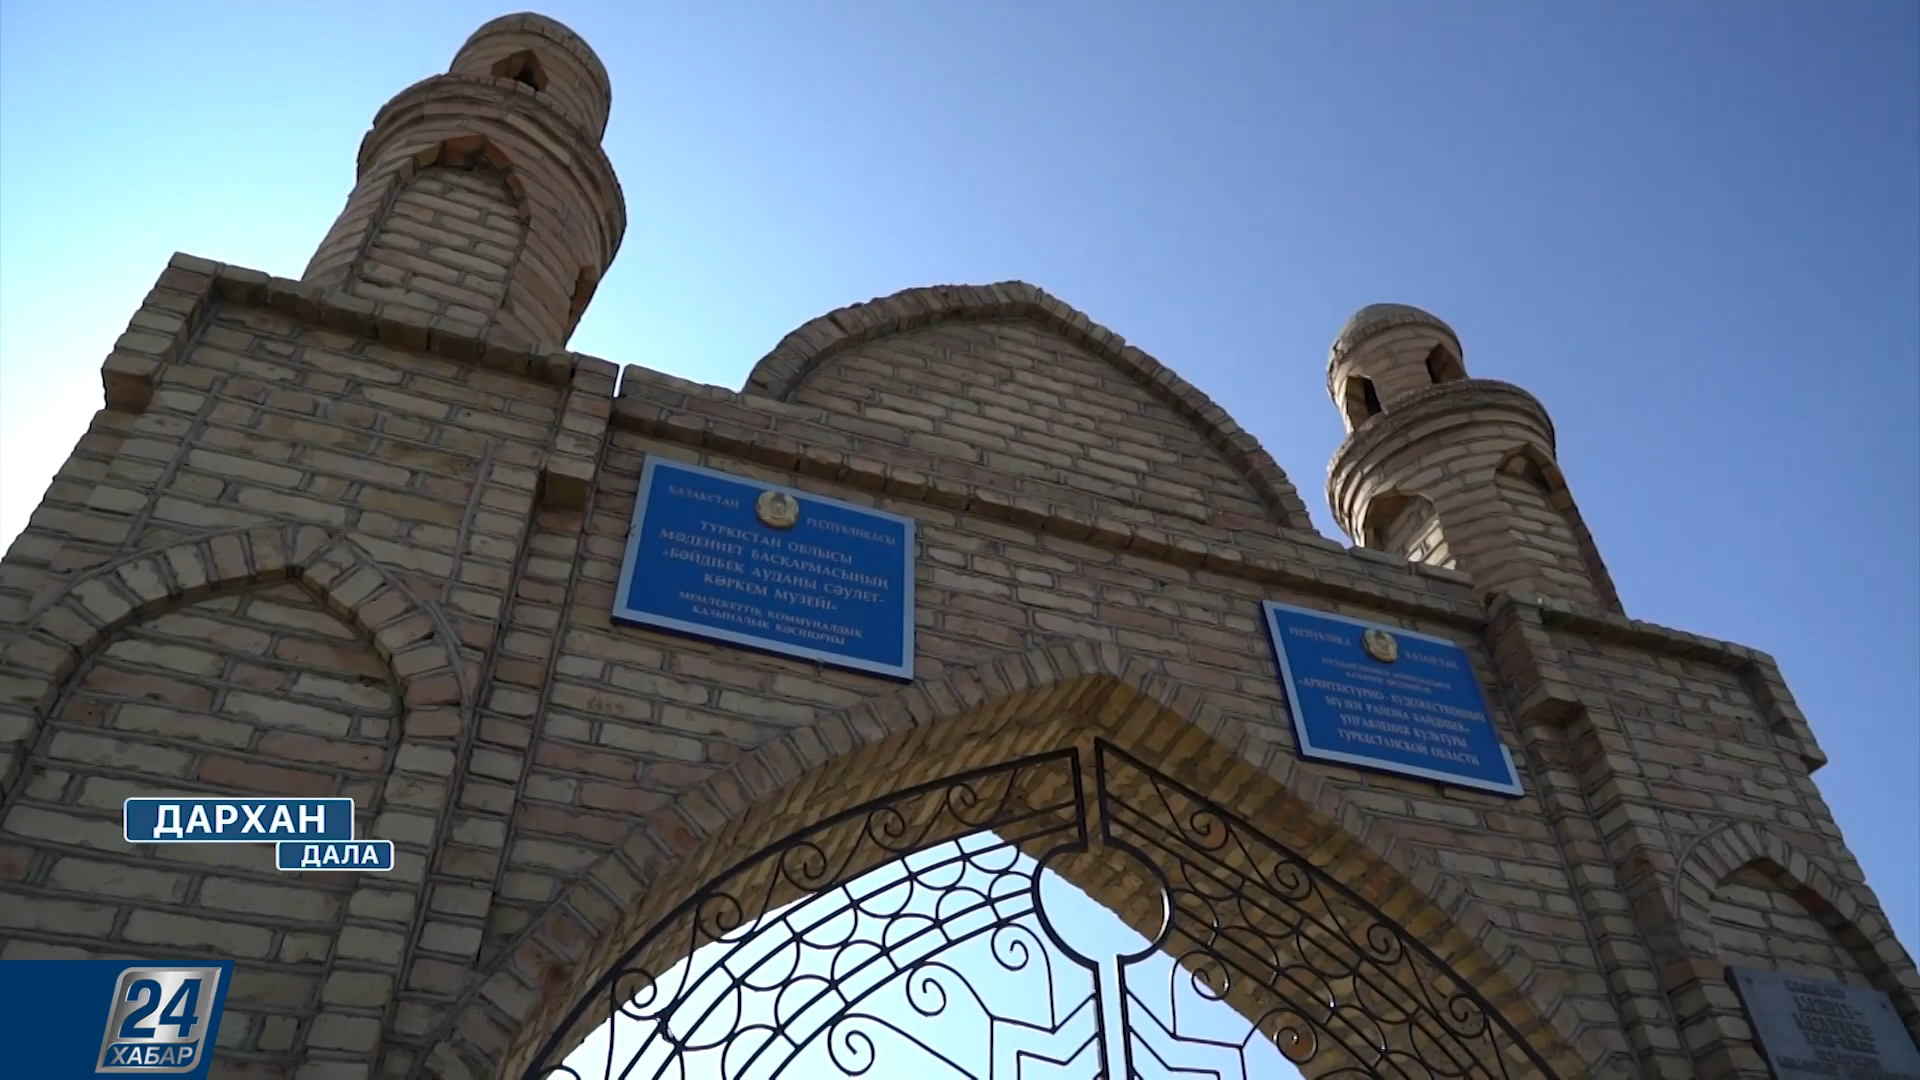 ҚАЗАҚСТАН РЕСПУБЛИКАСЫ
ТҮРКІСТАН ОБЛЫСЫ
МӘДЕНИЕТ БАСҚАРМАСЫНЫҢ
«БӘЙДІБЕК АУДАНЫ СӘУЛЕТ-
КӨРКЕМ МУЗЕЙІ»
МЕМЛЕКЕТТІК КОММУНАЛДЫҚ
ҚАЗЫНАЛЫҚ КӘСІПОРНЫ
РЕСПУБЛИКА КАЗАХСТАН
«АРХИТЕКТУРНО-ХУДОЖЕСТВЕННЫЙ
МУЗЕЙ РАЙОНА БАЙДИБЕК»
УПРАВЛЕНИЯ КУЛЬТУРЫ
ТУРКЕСТАНСКОЙ ОБЛАСТИ
ДАРХАН
ДАЛА
24
ХАБАР